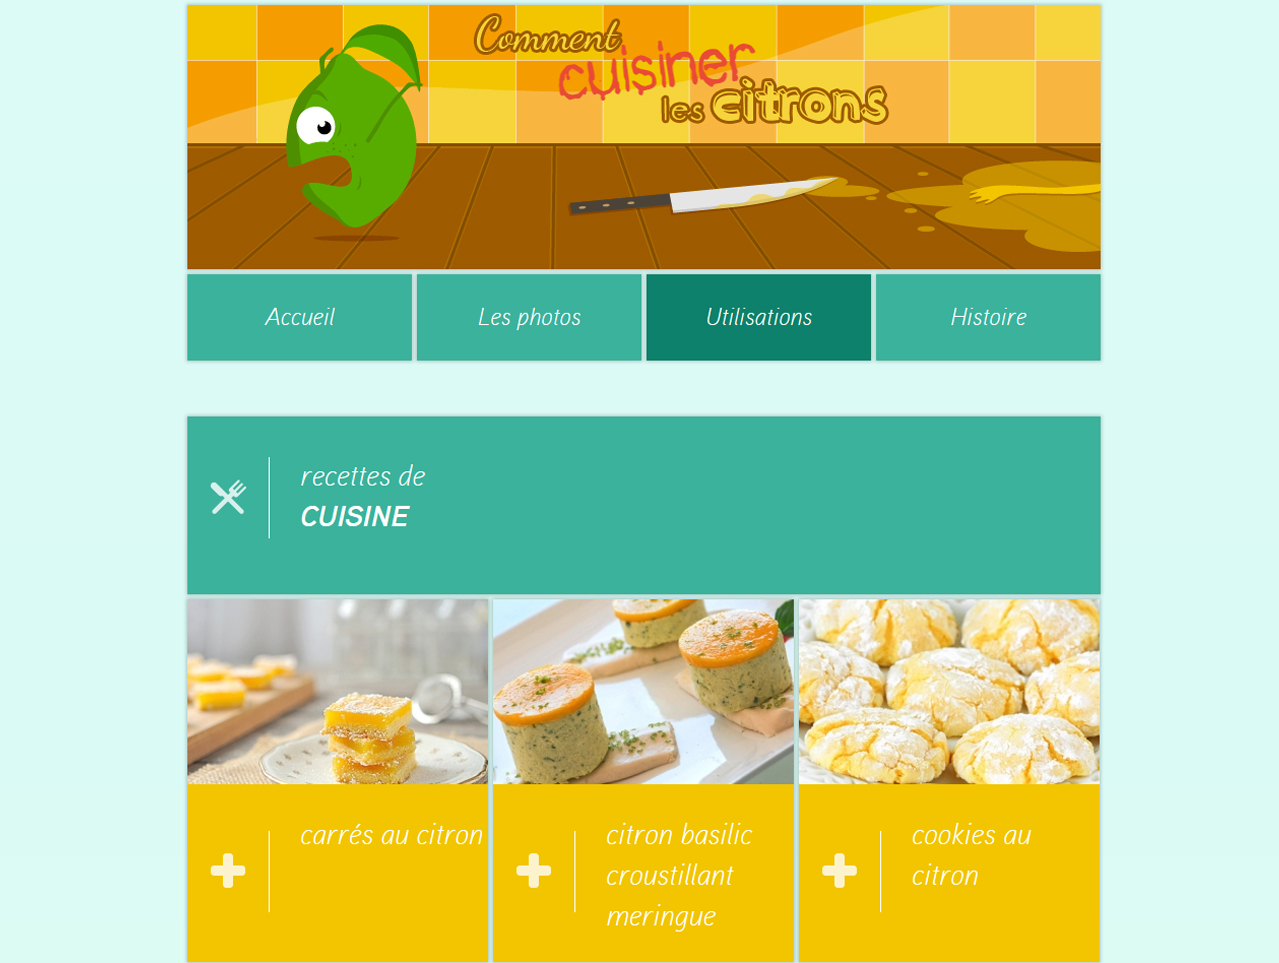 Comment
cuisiner
les citrons
Accueil
Les photos
Utilisations
Histoire
recettes de
CUISINE
carrés au citron
citron basilic
croustillant
meringue
cookies au
citron